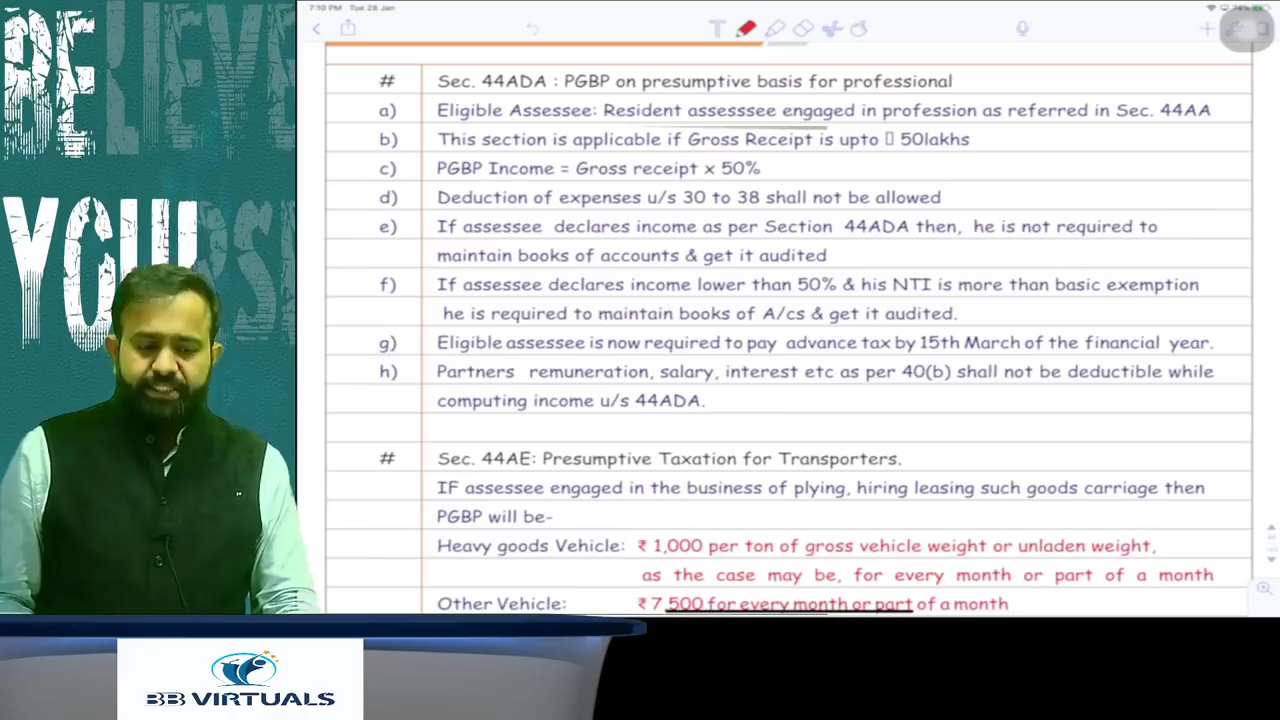 7:10 PM Tue 28 Jan
74%
BELIEVE
YOURSE
# Sec. 44ADA : PGBP on presumptive basis for professional
a) Eligible Assessee: Resident assesssee engaged in profession as referred in Sec. 44AA
b) This section is applicable if Gross Receipt is upto ▯ 50lakhs
c) PGBP Income = Gross receipt x 50%
d) Deduction of expenses u/s 30 to 38 shall not be allowed
e) If assessee declares income as per Section 44ADA then, he is not required to
maintain books of accounts & get it audited
f) If assessee declares income lower than 50% & his NTI is more than basic exemption
he is required to maintain books of A/cs & get it audited.
g) Eligible assessee is now required to pay advance tax by 15th March of the financial year.
h) Partners remuneration, salary, interest etc as per 40(b) shall not be deductible while
computing income u/s 44ADA.
# Sec. 44AE: Presumptive Taxation for Transporters.
IF assessee engaged in the business of plying, hiring leasing such goods carriage then
PGBP will be-
Heavy goods Vehicle: ₹ 1,000 per ton of gross vehicle weight or unladen weight,
as the case may be, for every month or part of a month
Other Vehicle: ₹ 7,500 for every month or part of a month
BB VIRTUALS